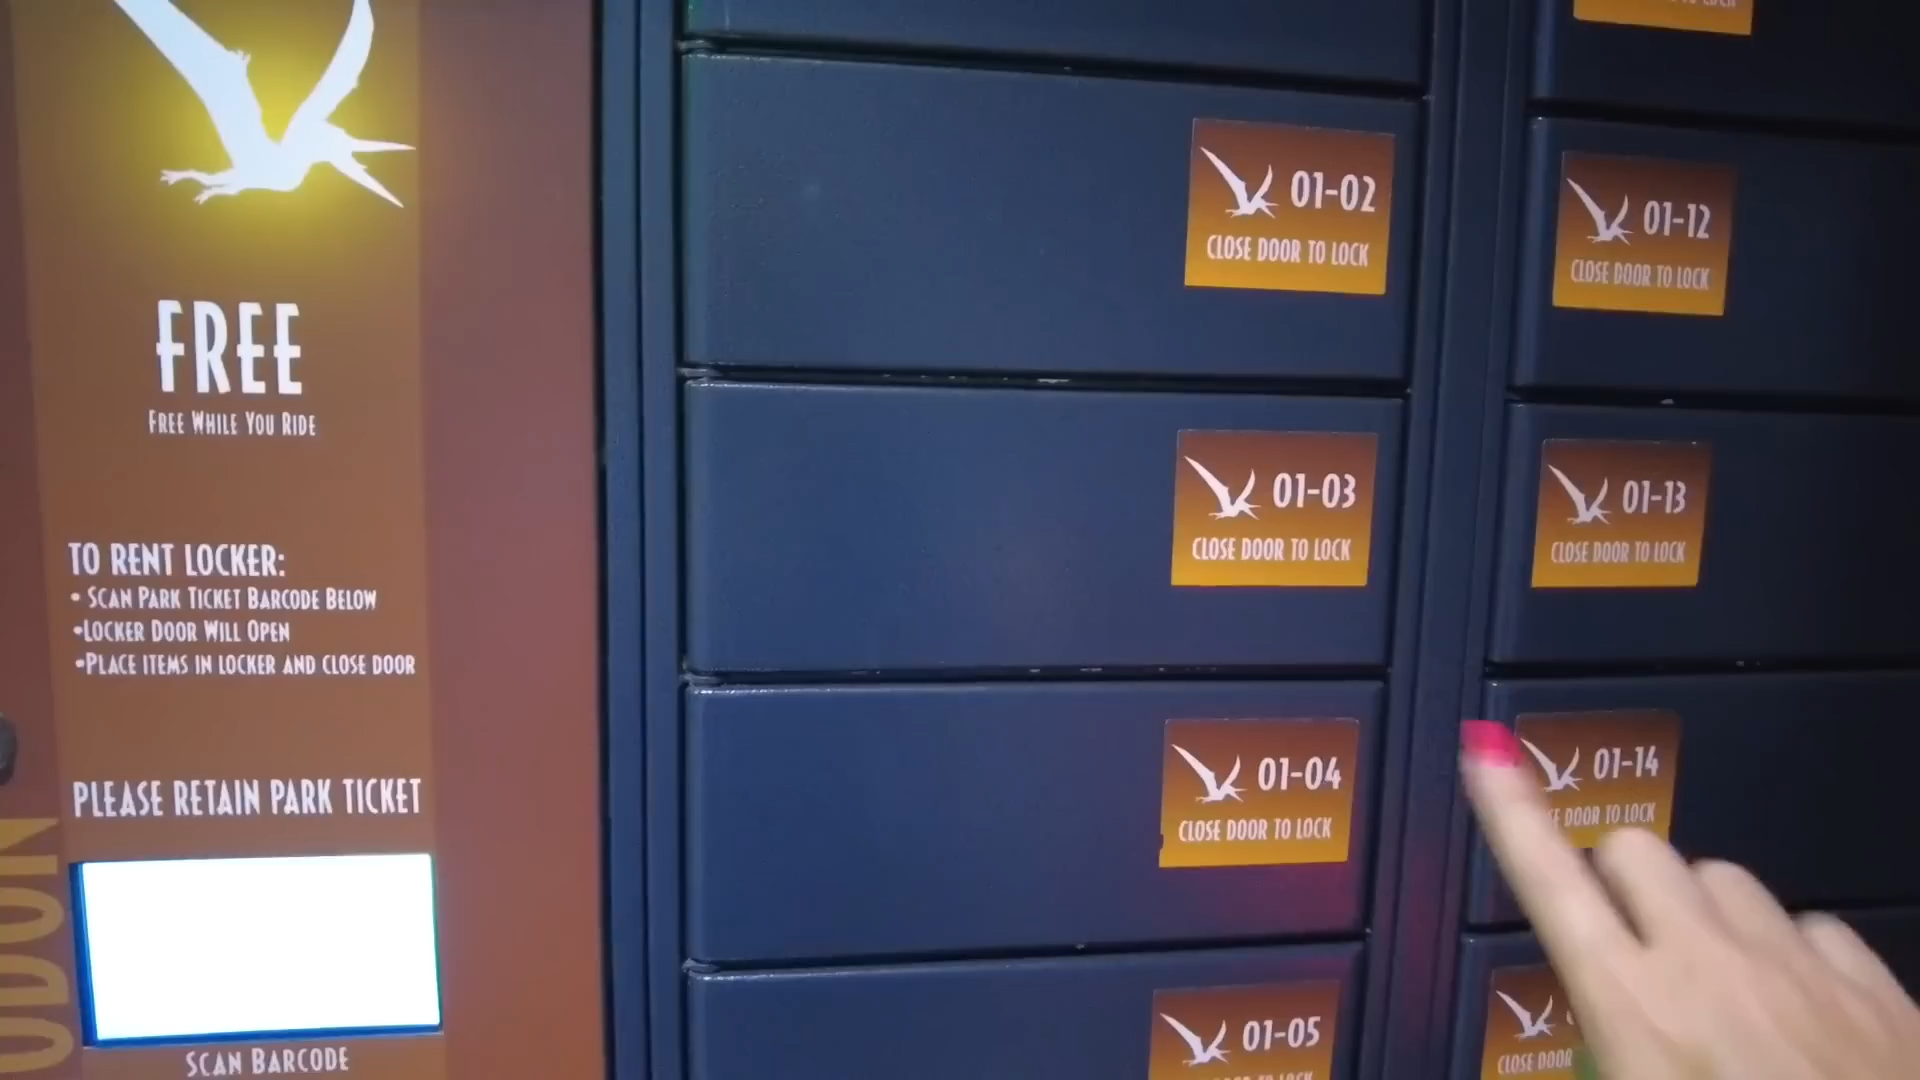 FREE
FREE WHILE YOU RIDE
TO RENT LOCKER:
• SCAN PARK TICKET BARCODE BELOW
•LOCKER DOOR WILL OPEN
•PLACE ITEMS IN LOCKER AND CLOSE DOOR
PLEASE RETAIN PARK TICKET
SCAN BARCODE
01-02
CLOSE DOOR TO LOCK
01-03
CLOSE DOOR TO LOCK
01-04
CLOSE DOOR TO LOCK
01-05
01-12
CLOSE DOOR TO LOCK
01-13
CLOSE DOOR TO LOCK
01-14
DOOR TO LOCK
CLOSE DOOR